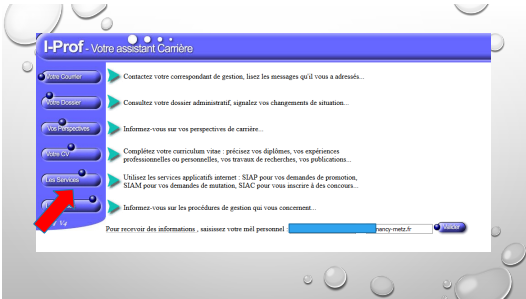 I-Prof - Votre assistant Carrière
Votre Courrier
Contactez votre correspondant de gestion, lisez les messages qu'il vous a adressés...
Votre Dossier
Consultez votre dossier administratif, signalez vos changements de situation...
Vos Perspectives
Informez-vous sur vos perspectives de carrière...
Votre CV
Complétez votre curriculum vitae : précisez vos diplômes, vos expériences
professionnelles ou personnelles, vos travaux de recherches, vos publications...
Les Services
Utilisez les services applicatifs internet : SIAP pour vos demandes de promotion,
SIAM pour vos demandes de mutation, SIAC pour vous inscrire à des concours...
Informez-vous sur les procédures de gestion qui vous concernent...
Pour recevoir des informations , saisissez votre mél personnel :
nancy-metz.fr
Valider